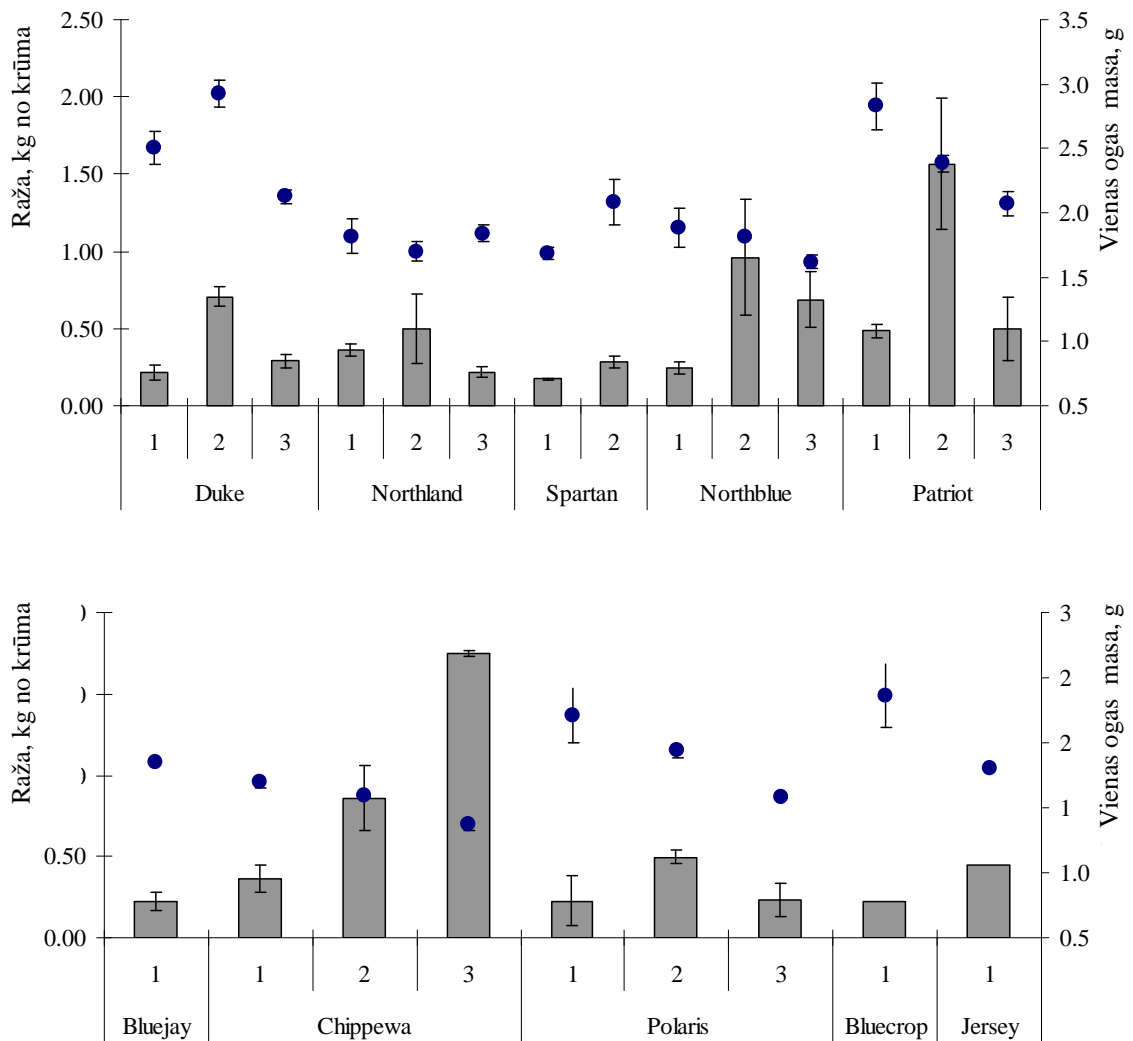 Raža, kg no krūma
2.50
2.00
1.50
1.00
0.50
0.00
3.5
3.0
2.5
2.0
1.5
1.0
0.5
Vienas ogas masa, g
1 2 3 1 2 3 1 2 1 2 3 1 2 3
Duke Northland Spartan Northblue Patriot
Raža, kg no krūma
0.50
0.00
3
2
2
1
1.0
0.5
Vienas ogas masa, g
1 1 2 3 1 2 3 1 1
Bluejay Chippewa Polaris Bluecrop Jersey